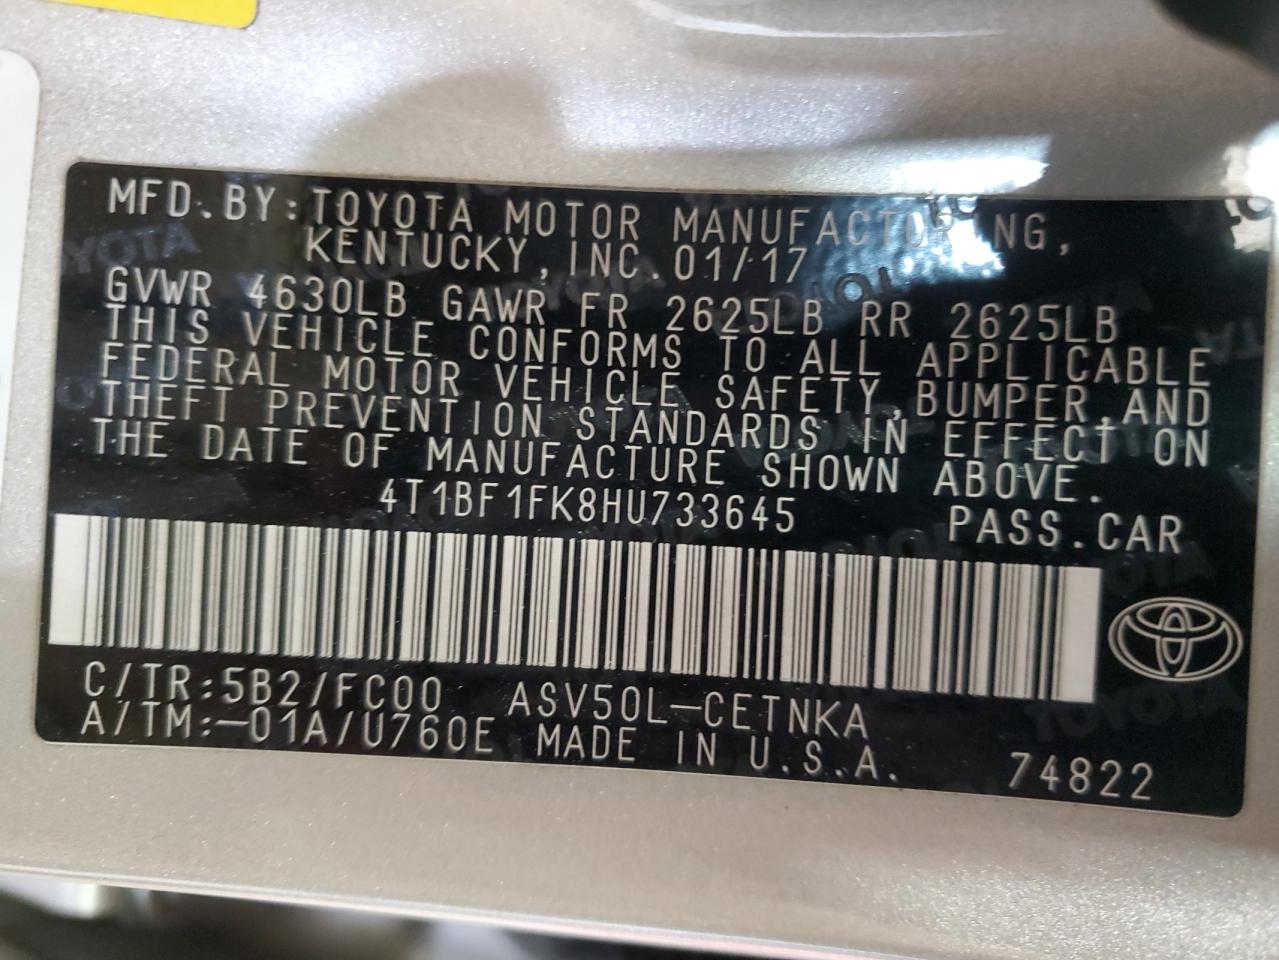 MFD.BY:TOYOTA MOTOR MANUFACTURING,
KENTUCKY,INC.01/17
GVWR 4630LB GAWR FR 2625LB RR 2625LB
THIS VEHICLE CONFORMS TO ALL APPLICABLE
FEDERAL MOTOR VEHICLE SAFETY,BUMPER,AND
THEFT PREVENTION STANDARDS IN EFFECT ON
THE DATE OF MANUFACTURE SHOWN ABOVE.
4T1BF1FK8HU733645 PASS.CAR
C/TR:5B2/FC00 ASV50L-CETNKA
A/TM:-01A/U760E MADE IN U.S.A. 74822